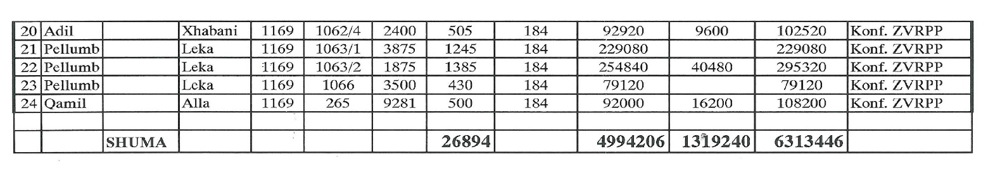 20 Adil Xhabani 1169 1062/4 2400 505 184 92920 9600 102520 Konf. ZVRPP
21 Pellumb Leka 1169 1063/1 3875 1245 184 229080 229080 Konf. ZVRPP
22 Pellumb Leka 1169 1063/2 1875 1385 184 254840 40480 295320 Konf. ZVRPP
23 Pellumb Leka 1169 1066 3500 430 184 79120 79120 Konf. ZVRPP
24 Qamil Alla 1169 265 9281 500 184 92000 16200 108200 Konf. ZVRPP
SHUMA 26894 4994206 1319240 6313446